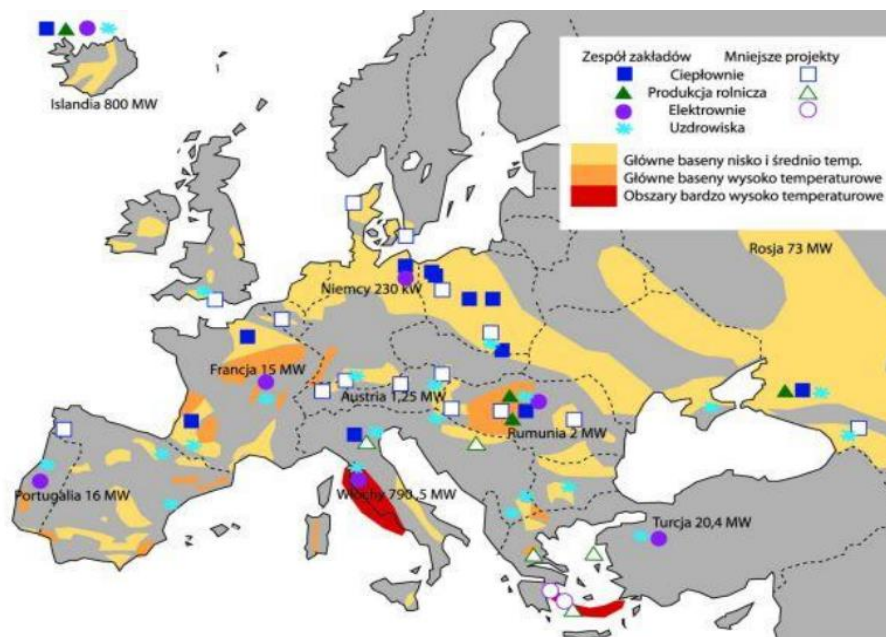 Islandia 800 MW
Zespół zakładów Mniejsze projekty
Ciepłownie
Produkcja rolnicza
Elektrownie
Uzdrowiska
Główne baseny nisko i średnio temp.
Główne baseny wysoko temperaturowe
Obszary bardzo wysoko temperaturowe
Rosja 73 MW
Niemcy 230 kW
Francja 15 MW
Austria 1,25 MW
Rumunia 2 MW
Portugalia 16 MW
Włochy 790 ,5 MW
Turcja 20,4 MW